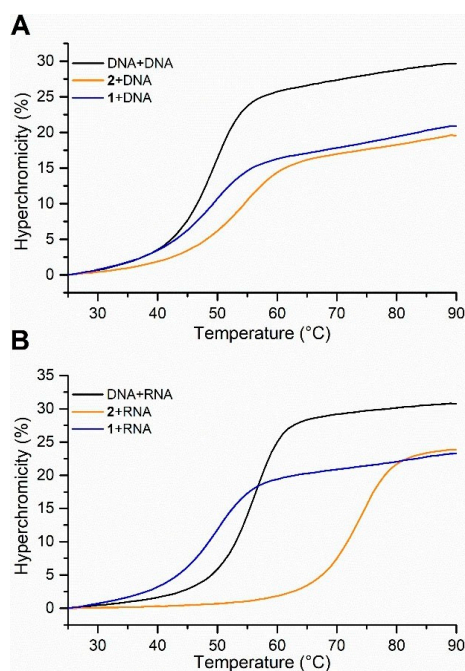 A
30
25
20
15
10
5
0
Hyperchromicity (%)
DNA+DNA
2+DNA
1+DNA
30 40 50 60 70 80 90
Temperature (°C)
B
35
30
25
20
15
10
5
0
Hyperchromicity (%)
DNA+RNA
2+RNA
1+RNA
30 40 50 60 70 80 90
Temperature (°C)